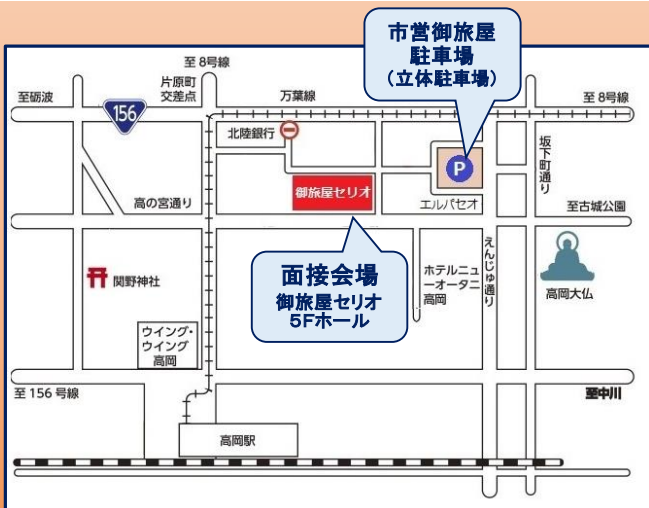 市営御旅屋
駐車場
（立体駐車場）
至 8号線
片原町
交差点
至砺波
156
万葉線
至 8号線
北陸銀行
P
坂下町通り
御旅屋セリオ
高の宮通り
エルパセオ
至古城公園
面接会場
御旅屋セリオ
5Fホール
ホテルニュ
ーオータニ
高岡
えんじゅ通り
関野神社
高岡大仏
ウイング・
ウイング
高岡
至 156 号線
至中川
高岡駅